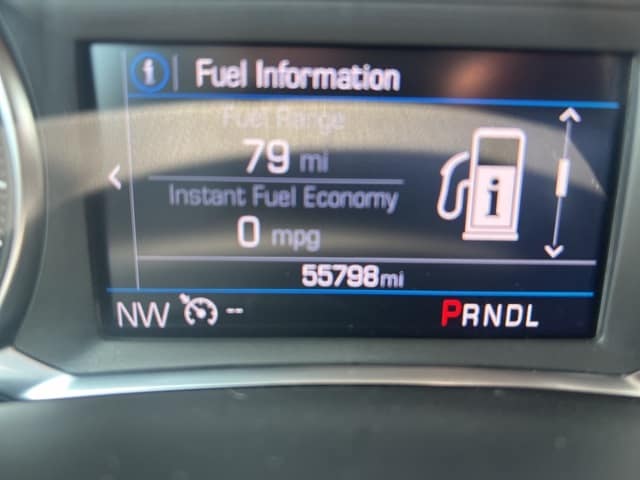 i Fuel Information
Fuel Range
79 mi
Instant Fuel Economy
0 mpg
i
55798mi
NW --
PRNDL